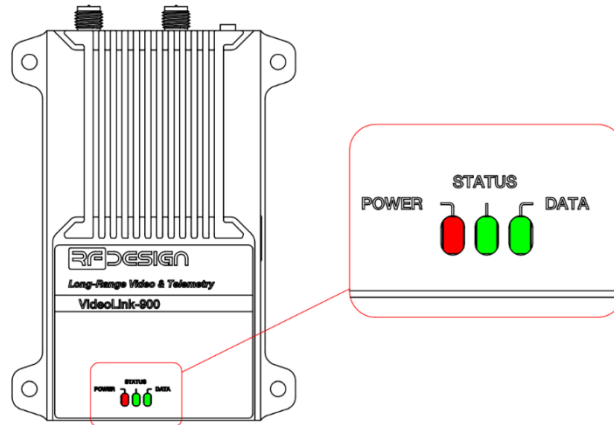 RFDESIGN
Long-Range Video & Telemetry
VideoLink-900
STATUS
POWER DATA
STATUS
POWER DATA